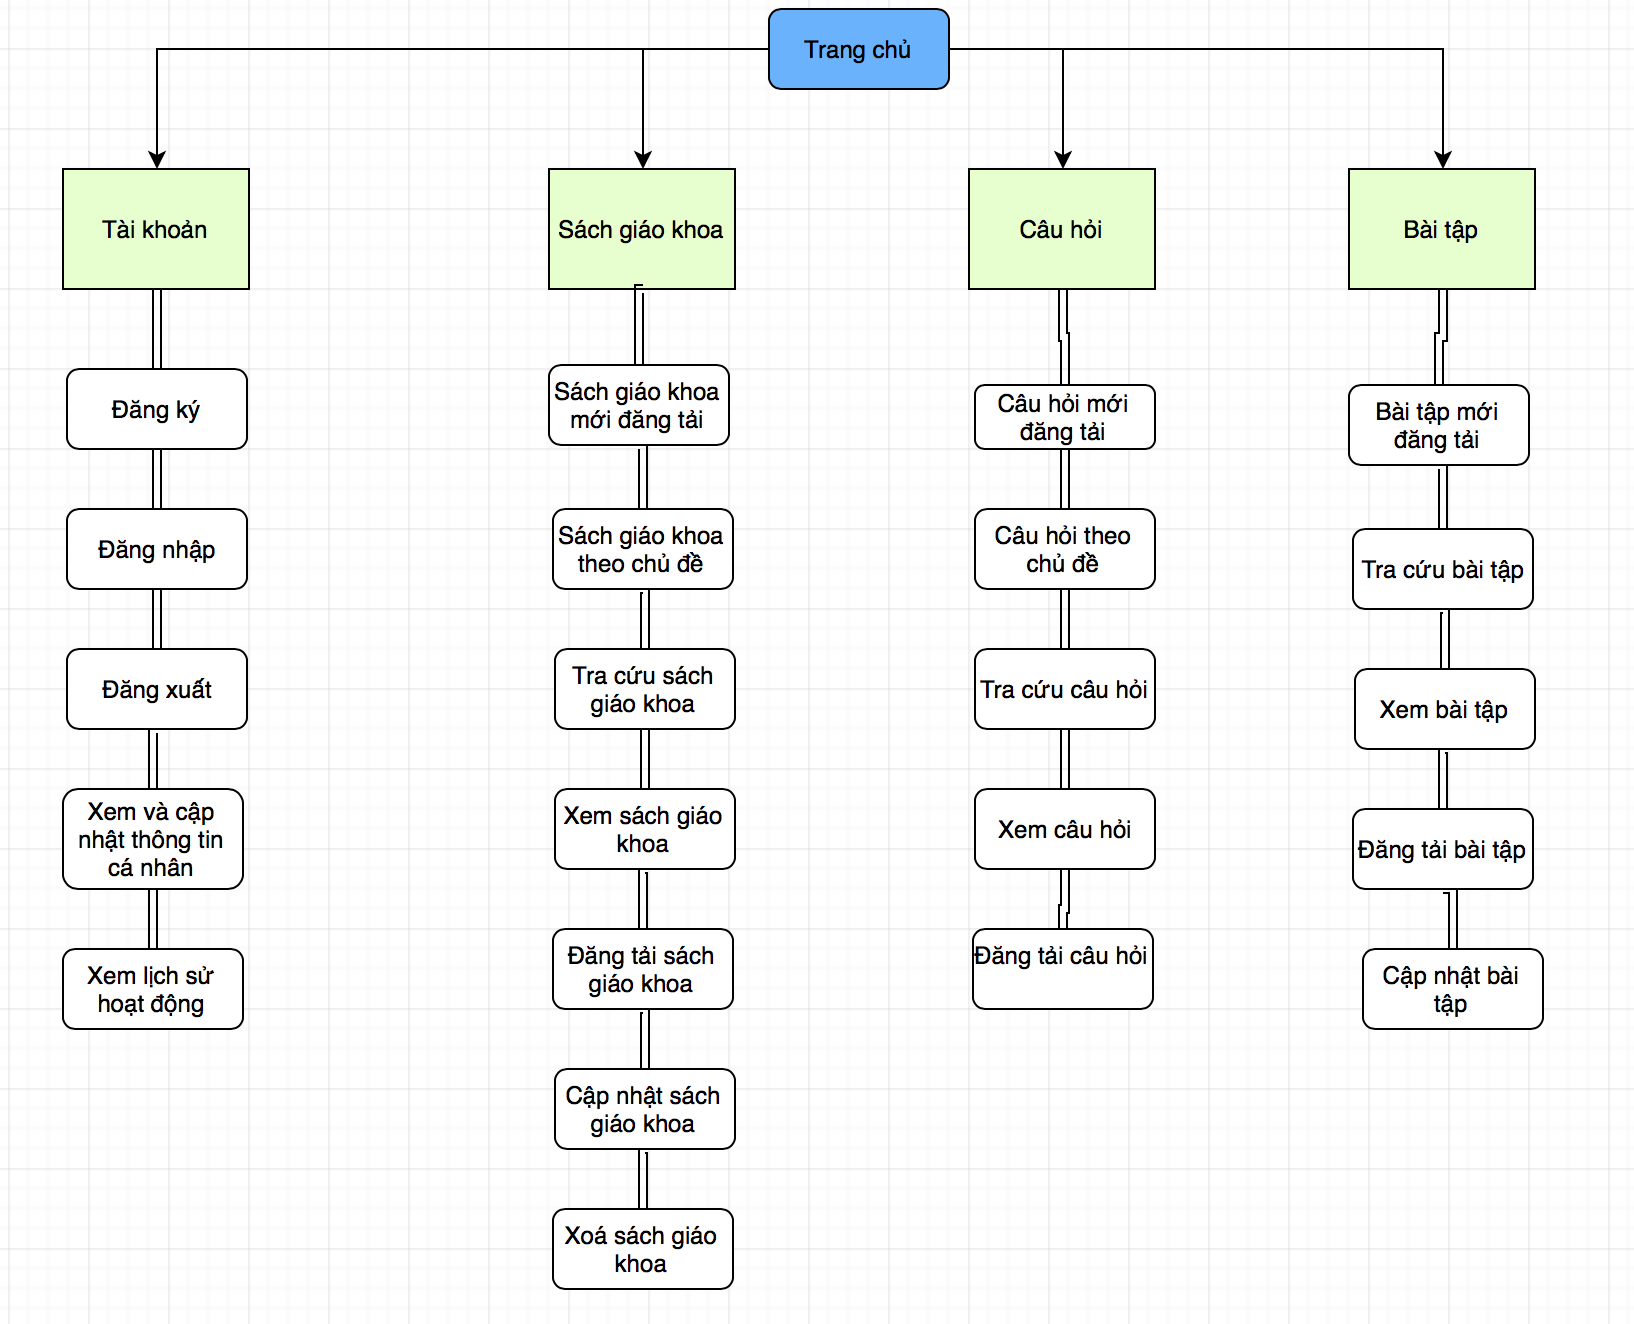 Trang chủ
Tài khoản
Sách giáo khoa
Câu hỏi
Bài tập
Đăng ký
Đăng nhập
Đăng xuất
Xem và cập
nhật thông tin
cá nhân
Xem lịch sử
hoạt động
Sách giáo khoa
mới đăng tải
Sách giáo khoa
theo chủ đề
Tra cứu sách
giáo khoa
Xem sách giáo
khoa
Đăng tải sách
giáo khoa
Cập nhật sách
giáo khoa
Xoá sách giáo
khoa
Câu hỏi mới
đăng tải
Câu hỏi theo
chủ đề
Tra cứu câu hỏi
Xem câu hỏi
Đăng tải câu hỏi
Bài tập mới
đăng tải
Tra cứu bài tập
Xem bài tập
Đăng tải bài tập
Cập nhật bài
tập